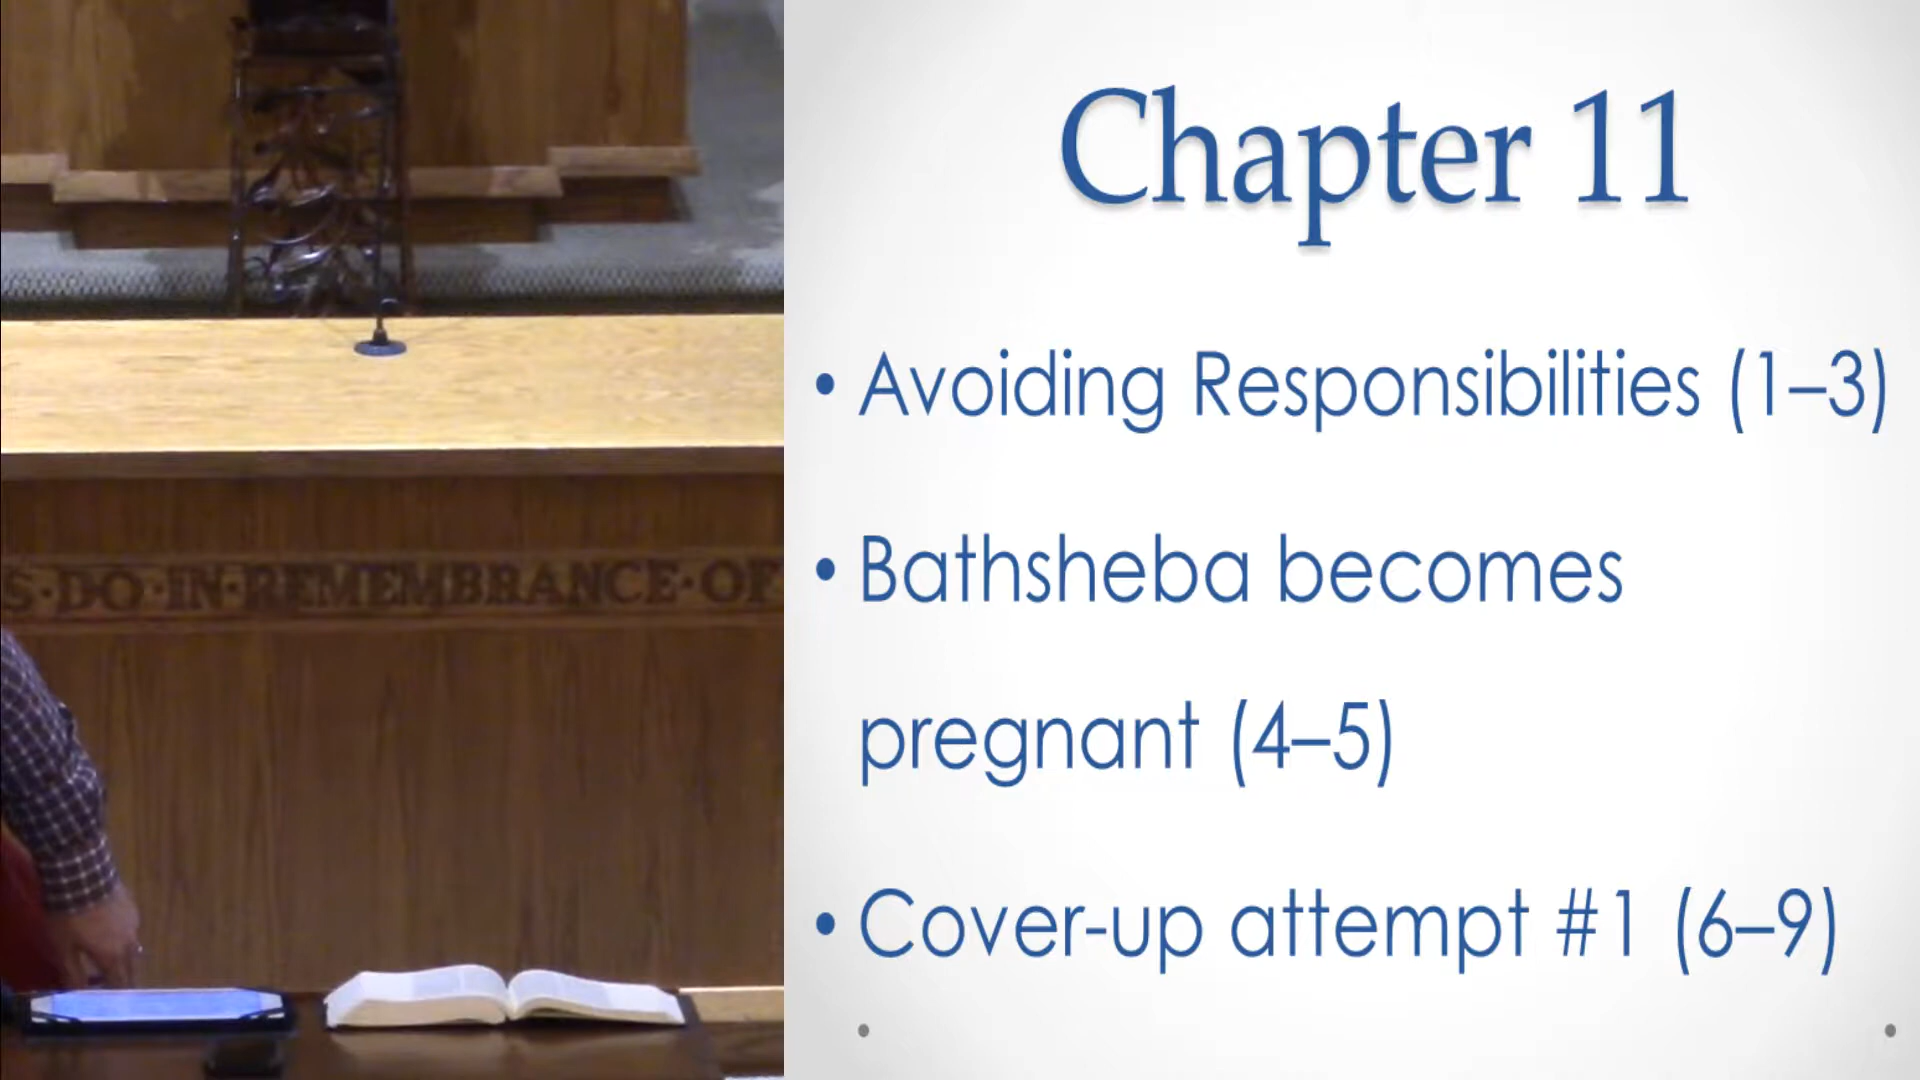 S·DO·IN·REMEMBRANCE·OF
Chapter 11
• Avoiding Responsibilities (1–3)
• Bathsheba becomes
pregnant (4–5)
• Cover-up attempt #1 (6–9)